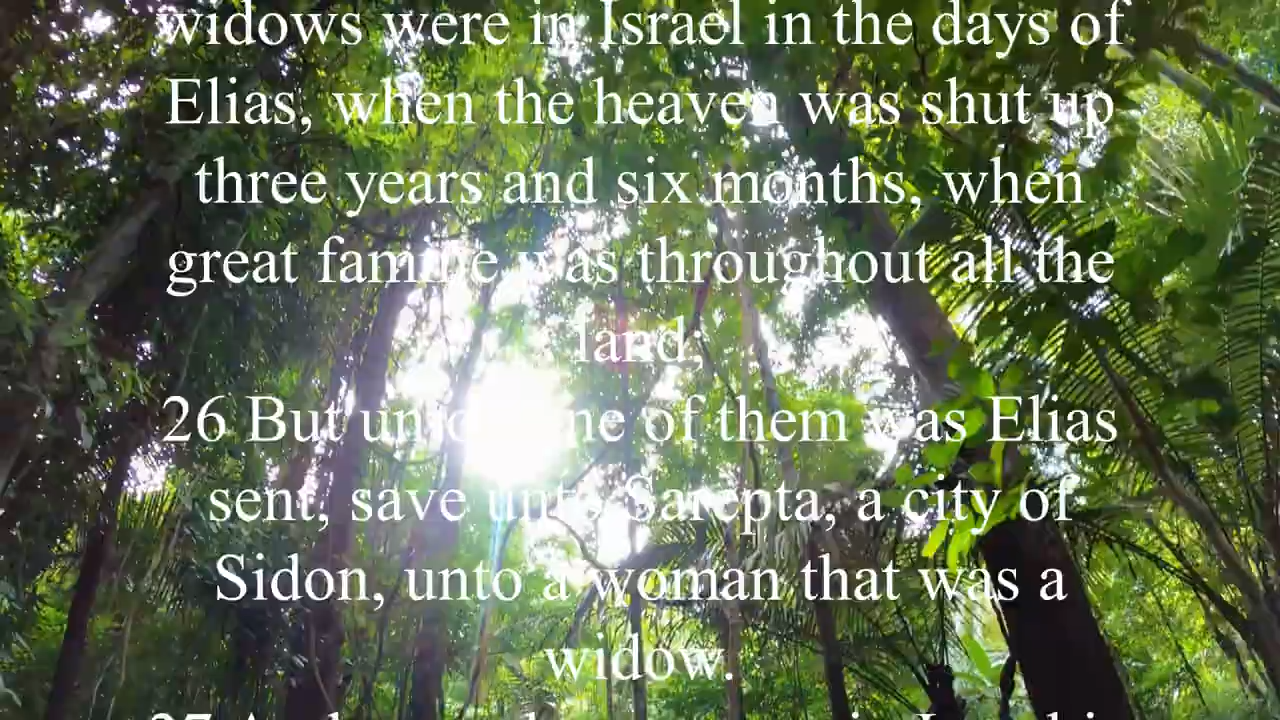 widows were in Israel in the days of
Elias, when the heaven was shut up
three years and six months, when
great famine was throughout all the
land;
26 But unto none of them was Elias
sent, save unto Sarepta, a city of
Sidon, unto a woman that was a
widow.